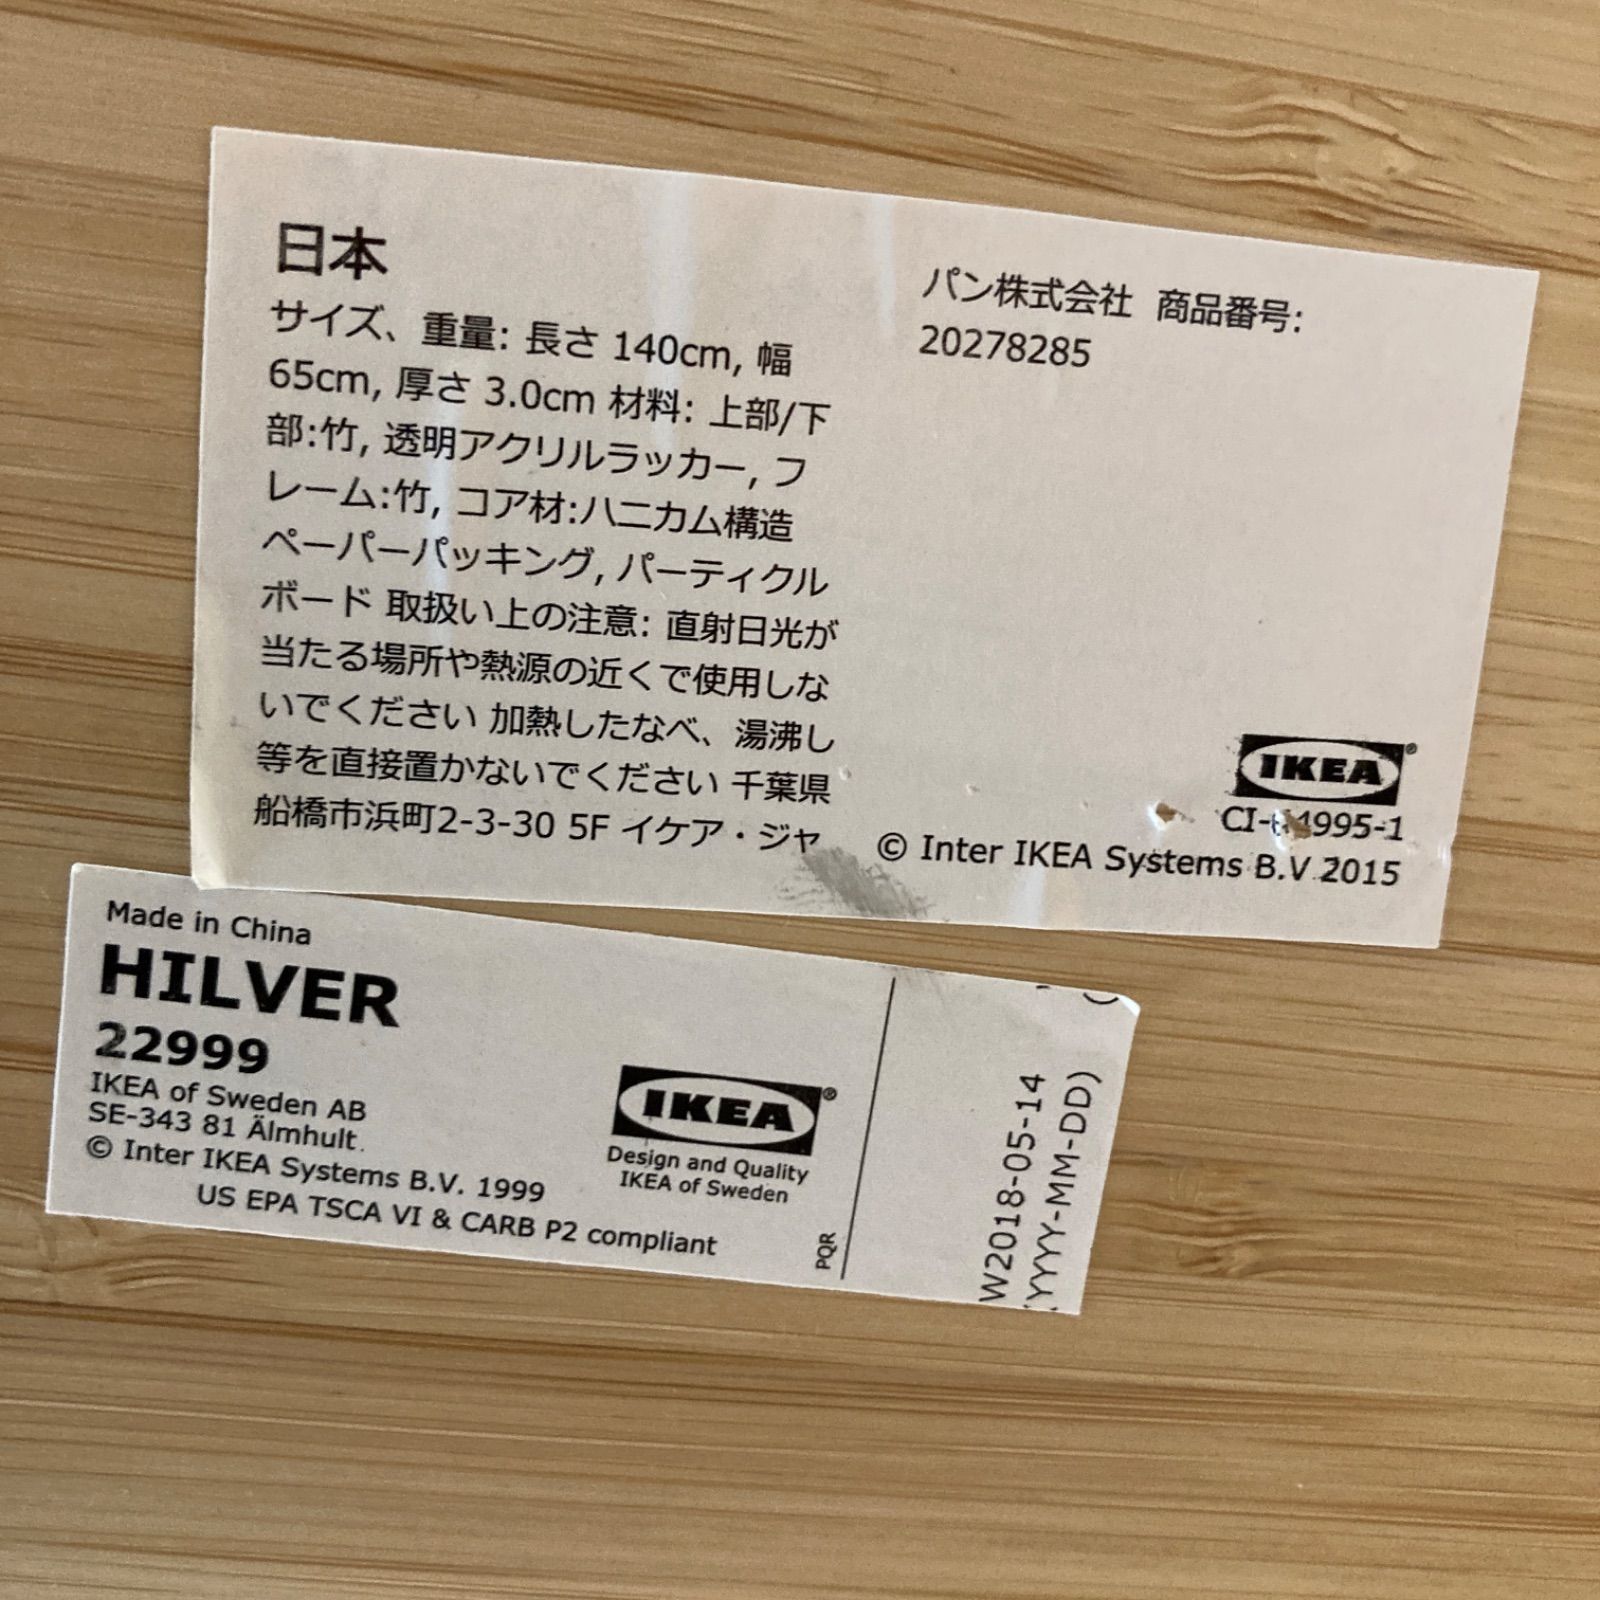 日本
サイズ、重量: 長さ 140cm, 幅
65cm, 厚さ 3.0cm 材料: 上部/下
部:竹, 透明アクリルラッカー, フ
レーム:竹, コア材:ハニカム構造
ペーパーパッキング, パーティクル
ボード 取扱い上の注意: 直射日光が
当たる場所や熱源の近くで使用しな
いでください 加熱したなべ、湯沸し
等を直接置かないでください 千葉県
船橋市浜町2-3-30 5F イケア・ジャ
パン株式会社 商品番号:
20278285
IKEA®
4995-1
© Inter IKEA Systems B.V 2015
Made in China
HILVER
22999
IKEA of Sweden AB
SE-343 81 Älmhult
© Inter IKEA Systems B.V. 1999
US EPA TSCA VI & CARB P2 compliant
IKEA®
Design and Quality
IKEA of Sweden
PQR
W2018-05-14
(YYYY-MM-DD)